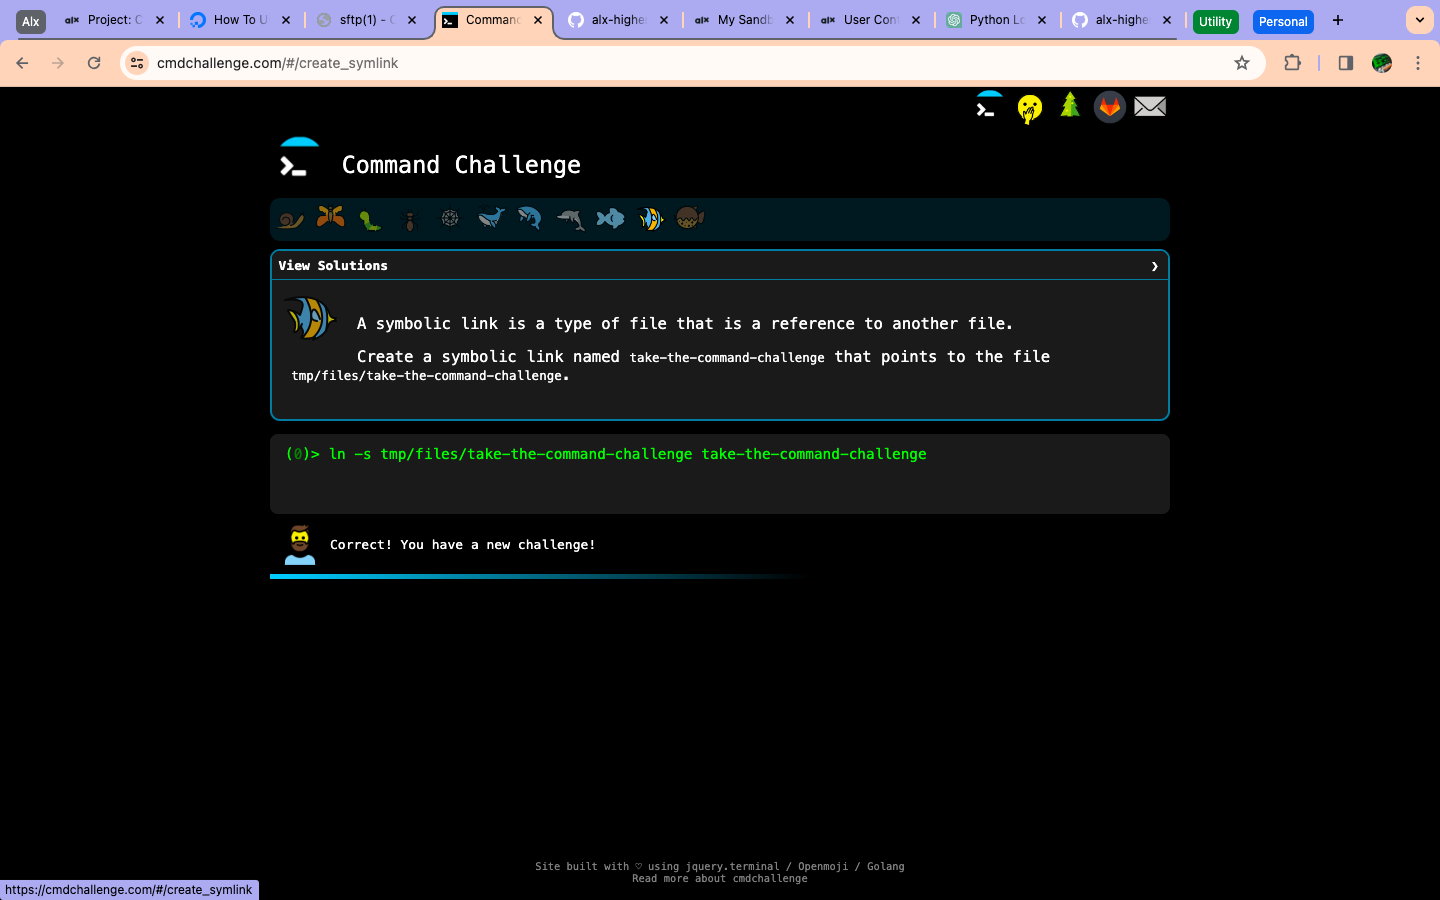 Alx
Project: C
How To U
sftp(1) - C
Command
alx-highe
My Sandb
User Con
Python Lo
alx-highe
Utility
Personal
cmdchallenge.com/#/create_symlink
Command Challenge
View Solutions
A symbolic link is a type of file that is a reference to another file.
Create a symbolic link named take-the-command-challenge that points to the file
tmp/files/take-the-command-challenge.
(0)> ln -s tmp/files/take-the-command-challenge take-the-command-challenge
Correct! You have a new challenge!
Site built with ♡ using jquery.terminal / Openmoji / Golang
Read more about cmdchallenge
https://cmdchallenge.com/#/create_symlink